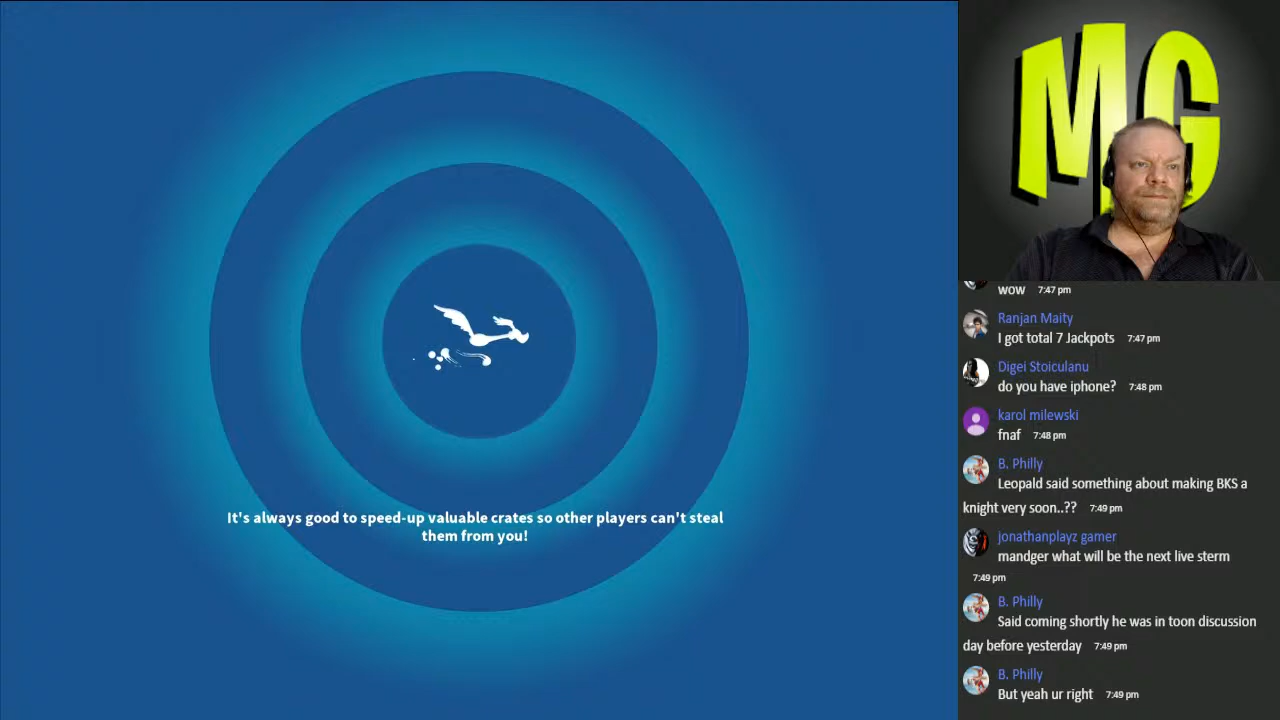 MG
It's always good to speed-up valuable crates so other players can't steal
them from you!
wow 7:47 pm
Ranjan Maity
I got total 7 Jackpots 7:47 pm
Digei Stoiculanu
do you have iphone? 7:48 pm
karol milewski
fnaf 7:48 pm
B. Philly
Leopald said something about making BKS a
knight very soon..?? 7:49 pm
jonathanplayz gamer
mandger what will be the next live sterm
7:49 pm
B. Philly
Said coming shortly he was in toon discussion
day before yesterday 7:49 pm
B. Philly
But yeah ur right 7:49 pm